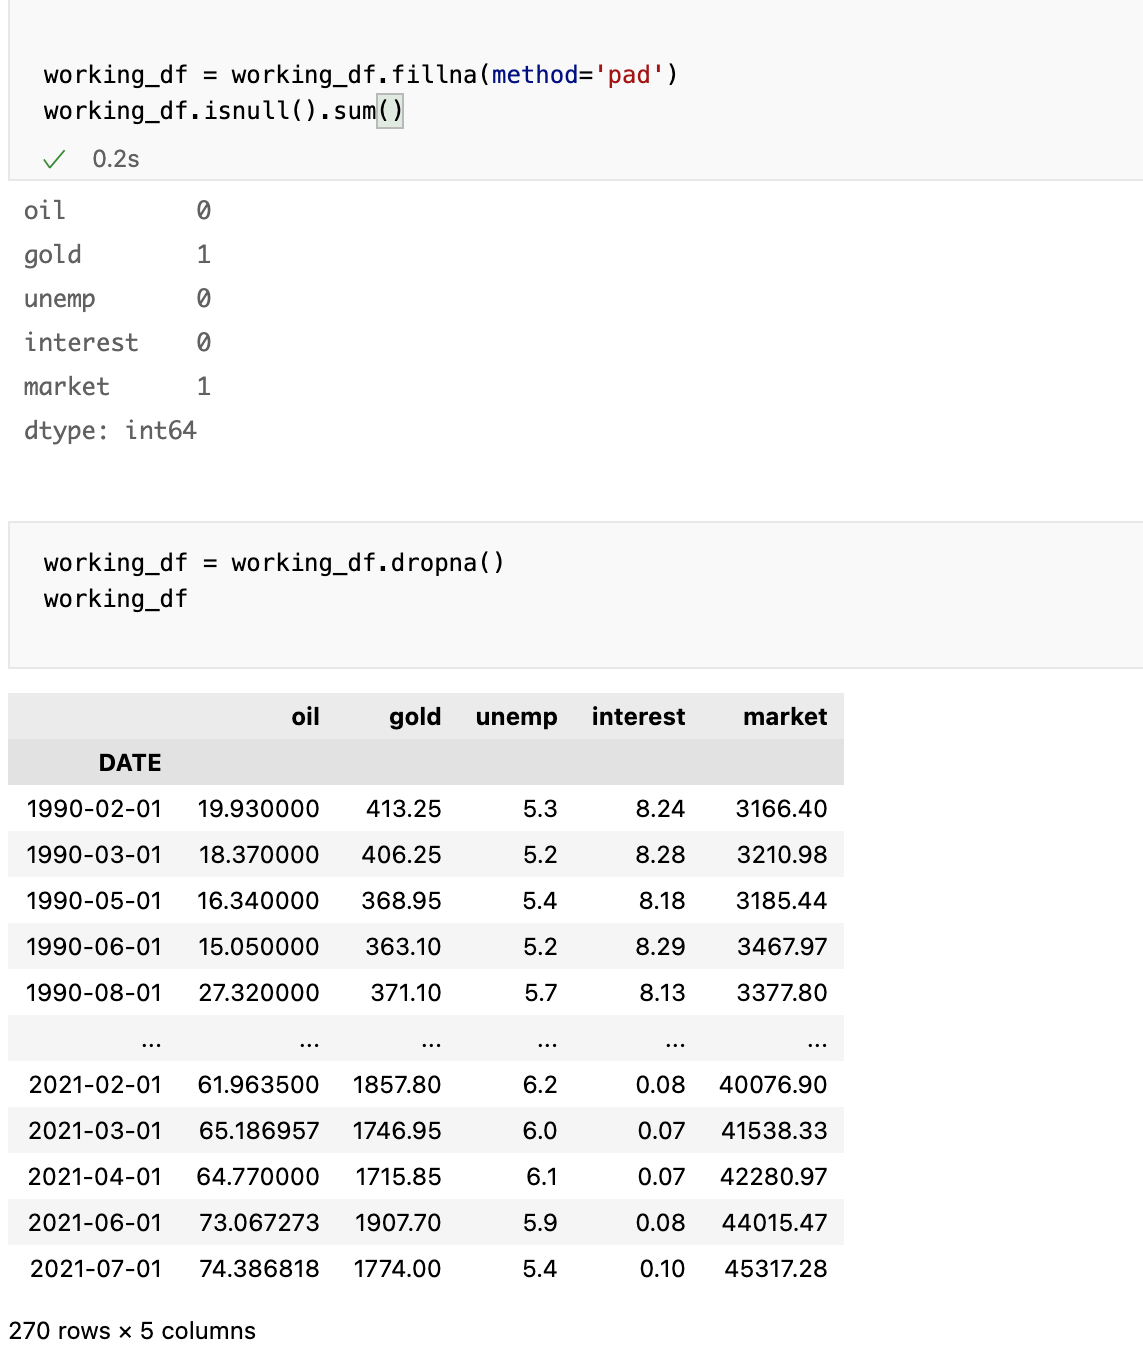 working_df = working_df.fillna(method='pad')
working_df.isnull().sum()
✓ 0.2s
oil 0
gold 1
unemp 0
interest 0
market 1
dtype: int64
working_df = working_df.dropna()
working_df
oil gold unemp interest market
DATE
1990-02-01 19.930000 413.25 5.3 8.24 3166.40
1990-03-01 18.370000 406.25 5.2 8.28 3210.98
1990-05-01 16.340000 368.95 5.4 8.18 3185.44
1990-06-01 15.050000 363.10 5.2 8.29 3467.97
1990-08-01 27.320000 371.10 5.7 8.13 3377.80
... ... ... ... ... ...
2021-02-01 61.963500 1857.80 6.2 0.08 40076.90
2021-03-01 65.186957 1746.95 6.0 0.07 41538.33
2021-04-01 64.770000 1715.85 6.1 0.07 42280.97
2021-06-01 73.067273 1907.70 5.9 0.08 44015.47
2021-07-01 74.386818 1774.00 5.4 0.10 45317.28
270 rows × 5 columns